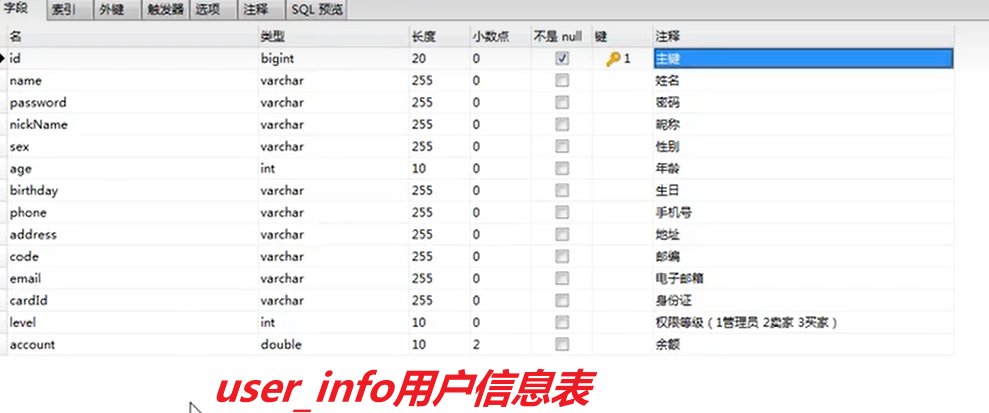 字段 索引 外键 触发器 选项 注释 SQL 预览
名 类型 长度 小数点 不是 null 键 注释
id bigint 20 0 1 主键
name varchar 255 0 姓名
password varchar 255 0 密码
nickName varchar 255 0 昵称
sex varchar 255 0 性别
age int 10 0 年龄
birthday varchar 255 0 生日
phone varchar 255 0 手机号
address varchar 255 0 地址
code varchar 255 0 邮编
email varchar 255 0 电子邮箱
cardId varchar 255 0 身份证
level int 10 0 权限等级（1管理员 2卖家 3买家）
account double 10 2 余额
user_info用户信息表